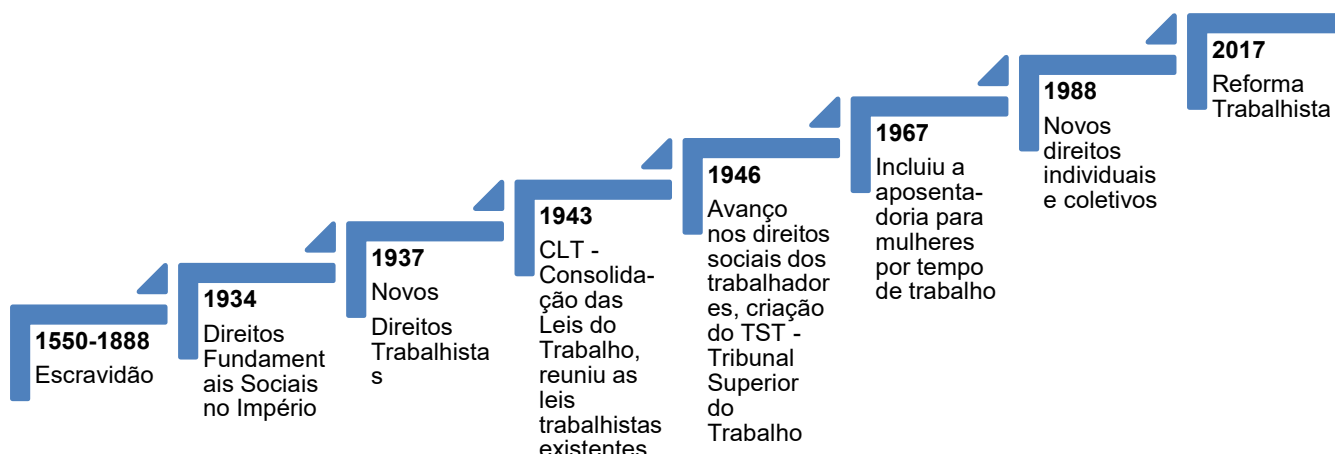 1550-1888
Escravidão
1934
Direitos
Fundament
ais Sociais
no Império
1937
Novos
Direitos
Trabalhista
s
1943
CLT -
Consolida-
ção das
Leis do
Trabalho,
reuniu as
leis
trabalhistas
existentes
1946
Avanço
nos direitos
sociais dos
trabalhador
es, criação
do TST -
Tribunal
Superior
do
Trabalho
1967
Incluiu a
aposenta-
doria para
mulheres
por tempo
de trabalho
1988
Novos
direitos
individuais
e coletivos
2017
Reforma
Trabalhista